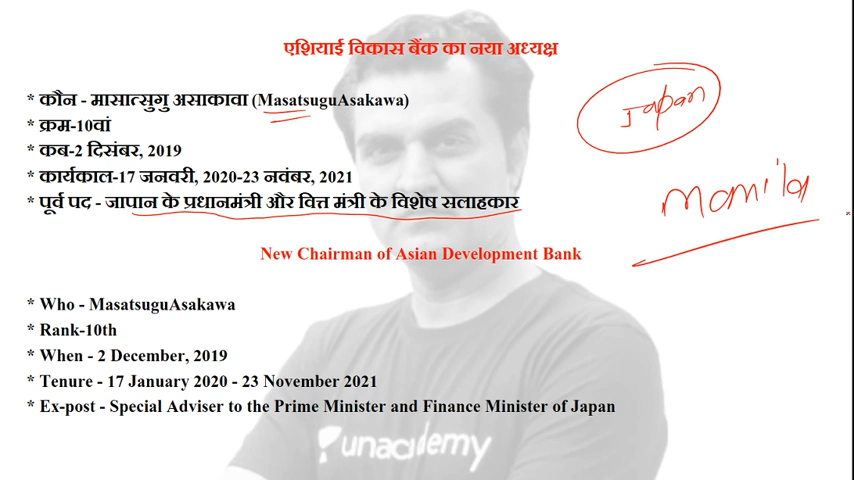 एशियाई विकास बैंक का नया अध्यक्ष
* कौन - मासात्सुगु असाकावा (MasatsuguAsakawa)
* क्रम-10वां
* कब-2 दिसंबर, 2019
* कार्यकाल-17 जनवरी, 2020-23 नवंबर, 2021
* पूर्व पद - जापान के प्रधानमंत्री और वित्त मंत्री के विशेष सलाहकार
Japan
Manila
New Chairman of Asian Development Bank
* Who - MasatsuguAsakawa
* Rank-10th
* When - 2 December, 2019
* Tenure - 17 January 2020 - 23 November 2021
* Ex-post - Special Adviser to the Prime Minister and Finance Minister of Japan
unacademy